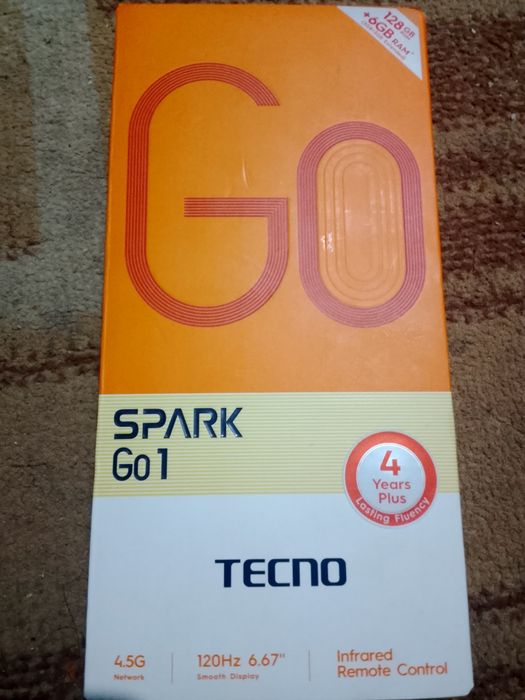 128GB
+6GB RAM*
Go
SPARK
Go 1
4
Years
Plus
Lasting Fluency
TECNO
4.5G
Network
120Hz 6.67"
Smooth Display
Infrared
Remote Control